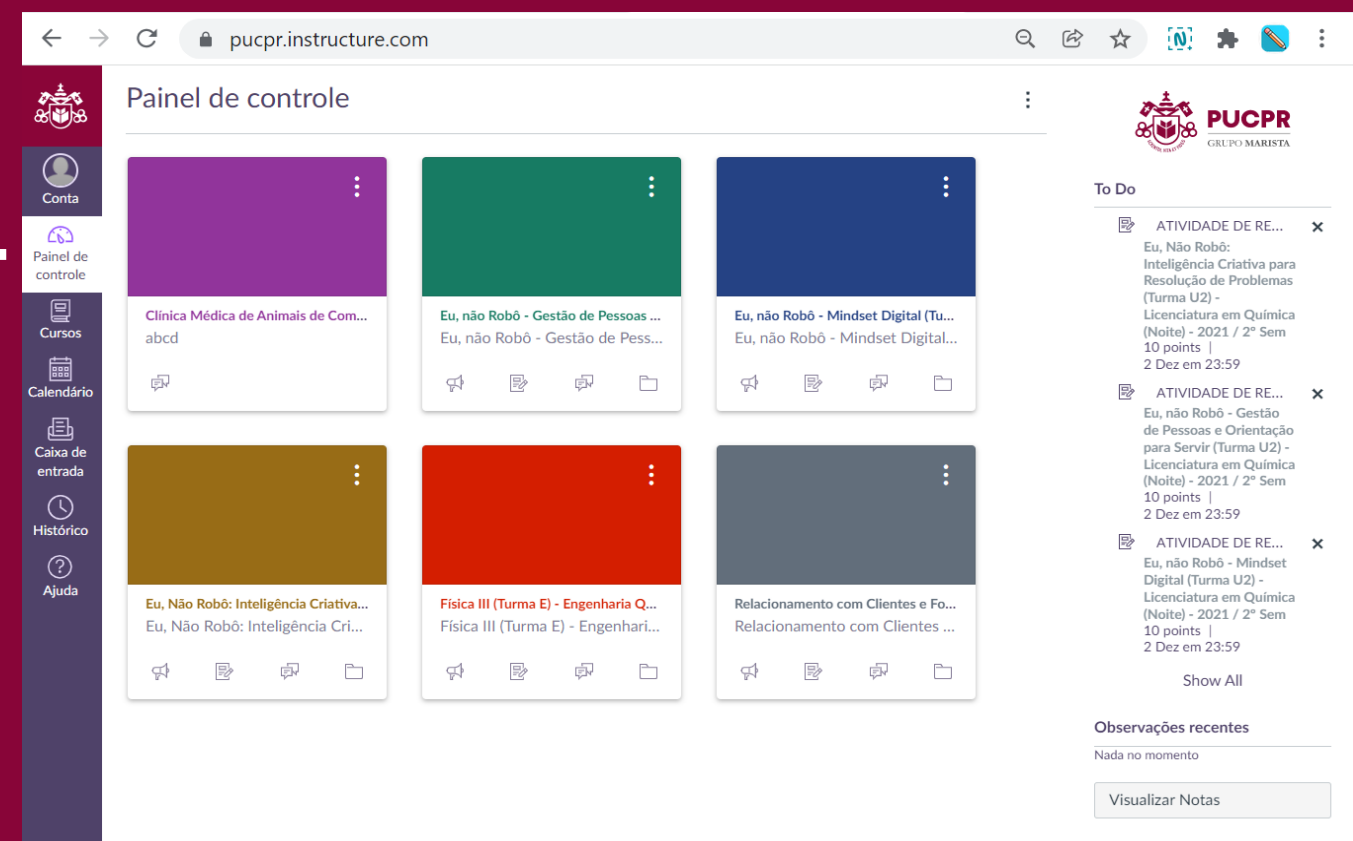 pucpr.instructure.com
Painel de controle
Conta
Painel de
controle
Cursos
Calendário
Caixa de
entrada
Histórico
Ajuda
Clínica Médica de Animais de Com...
abcd
Eu, não Robô - Gestão de Pessoas ...
Eu, não Robô - Gestão de Pess...
Eu, não Robô - Mindset Digital (Tu...
Eu, não Robô - Mindset Digital...
Eu, Não Robô: Inteligência Criativa...
Eu, Não Robô: Inteligência Cri...
Física III (Turma E) - Engenharia Q...
Física III (Turma E) - Engenhari...
Relacionamento com Clientes e Fo...
Relacionamento com Clientes ...
PUCPR
GRUPO MARISTA
To Do
ATIVIDADE DE RE...
Eu, Não Robô:
Inteligência Criativa para
Resolução de Problemas
(Turma U2) -
Licenciatura em Química
(Noite) - 2021 / 2º Sem
10 points |
2 Dez em 23:59
ATIVIDADE DE RE...
Eu, não Robô - Gestão
de Pessoas e Orientação
para Servir (Turma U2) -
Licenciatura em Química
(Noite) - 2021 / 2º Sem
10 points |
2 Dez em 23:59
ATIVIDADE DE RE...
Eu, não Robô - Mindset
Digital (Turma U2) -
Licenciatura em Química
(Noite) - 2021 / 2º Sem
10 points |
2 Dez em 23:59
Show All
Observações recentes
Nada no momento
Visualizar Notas